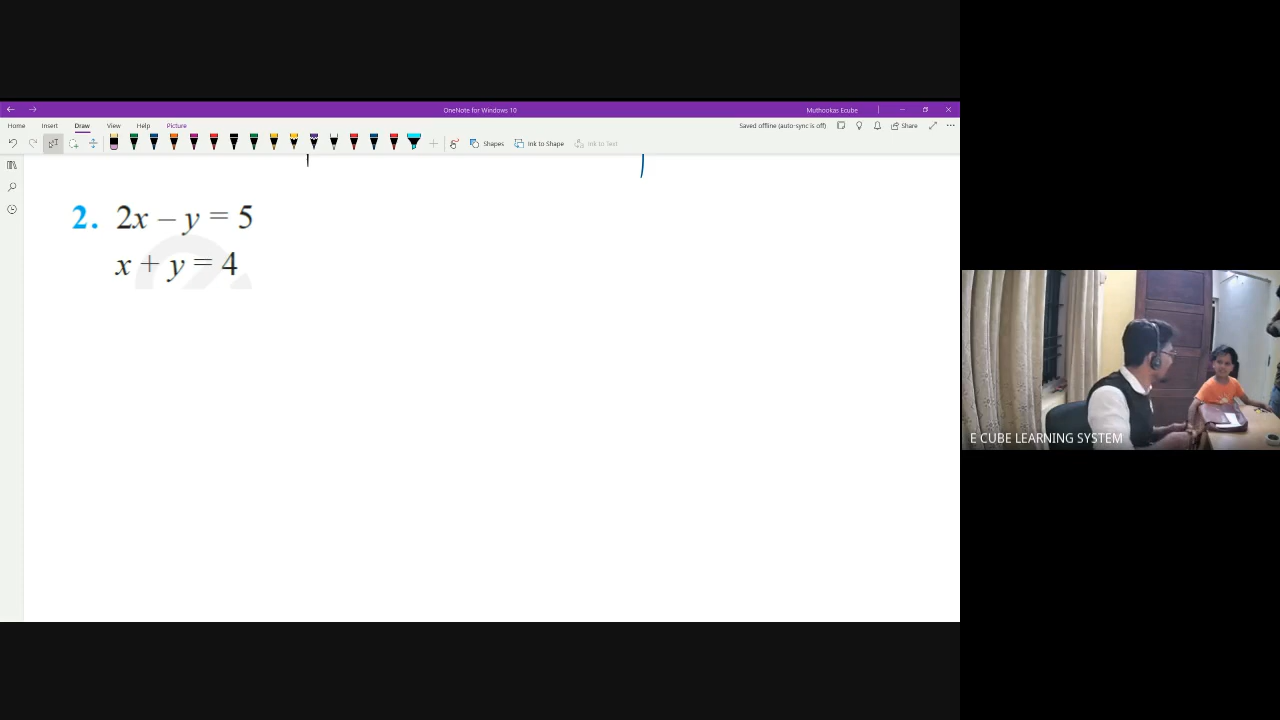 OneNote for Windows 10
Muthookas Ecube
Home Insert Draw View Help Picture
Saved offline (auto-sync is off) Share
Shapes Ink to Shape Ink to Text
2. 2x − y = 5
x + y = 4
E CUBE LEARNING SYSTEM